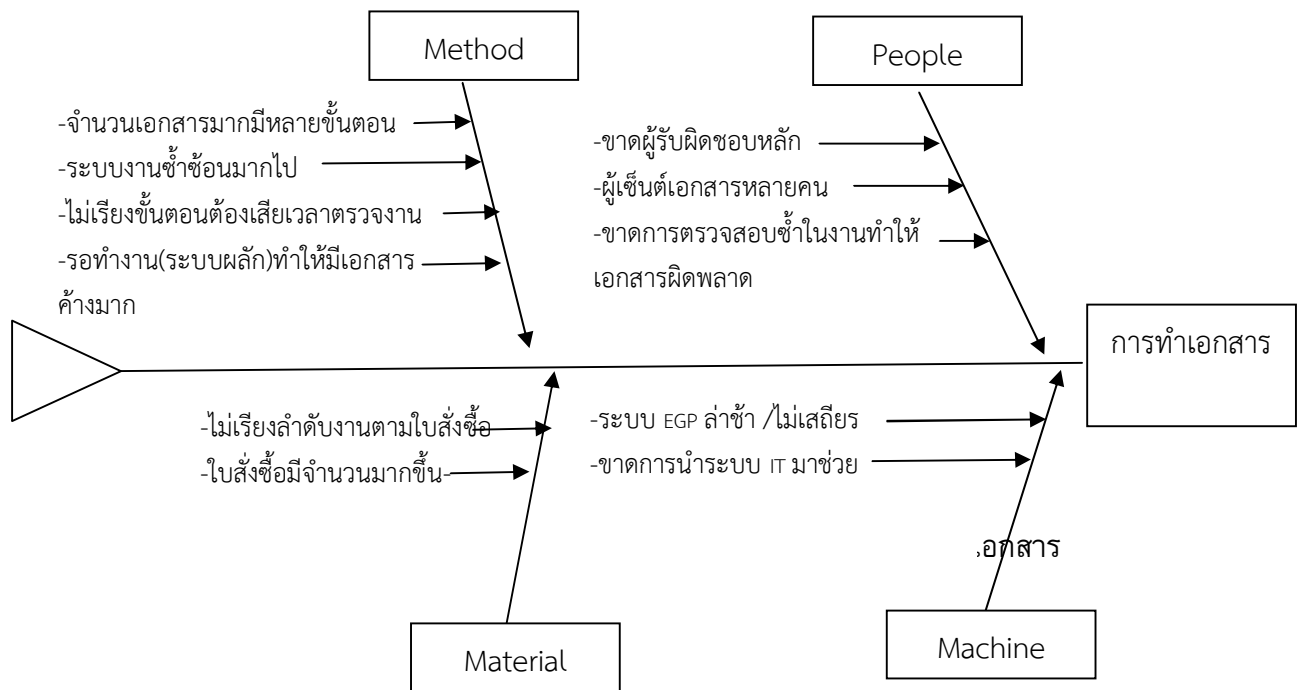 Method
People
-จำนวนเอกสารมากมีหลายขั้นตอน
-ระบบงานซ้ำซ้อนมากไป
-ไม่เรียงขั้นตอนต้องเสียเวลาตรวจงาน
-รอทำงาน(ระบบผลัก)ทำให้มีเอกสาร
ค้างมาก
-ขาดผู้รับผิดชอบหลัก
-ผู้เซ็นต์เอกสารหลายคน
-ขาดการตรวจสอบซ้ำในงานทำให้
เอกสารผิดพลาด
การทำเอกสาร
-ไม่เรียงลำดับงานตามใบสั่งซื้อ
-ใบสั่งซื้อมีจำนวนมากขึ้น-
-ระบบ EGP ล่าช้า /ไม่เสถียร
-ขาดการนำระบบ IT มาช่วย
Material
Machine